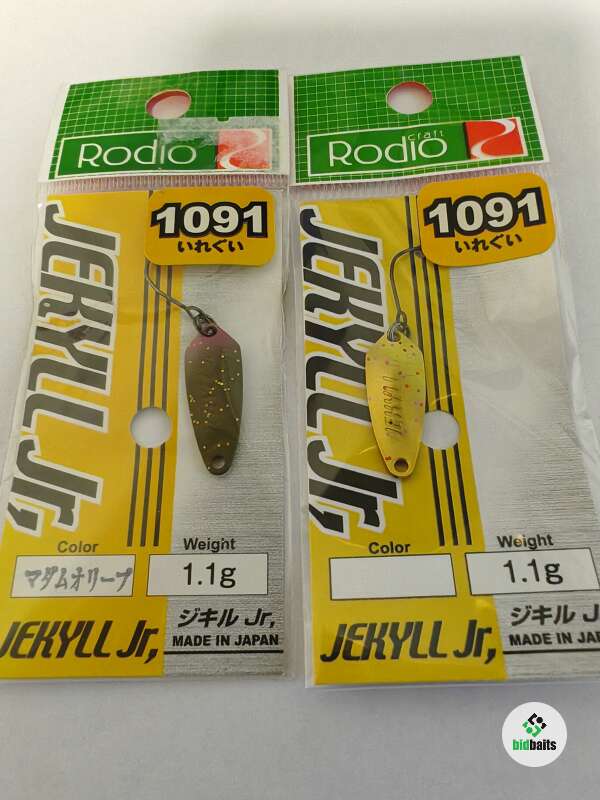 Rodio
1091
いれぐい
JEKYLL Jr,
Color
Weight
マダムオリーブ
1.1g
ジキル Jr,
JEKYLL Jr,
MADE IN JAPAN
Rodio
craft
1091
いれぐい
JEKYLL Jr,
JEKYLL
Color
Weight
1.1g
ジキル J
JEKYLL Jr,
MADE IN JAPA
bidbaits